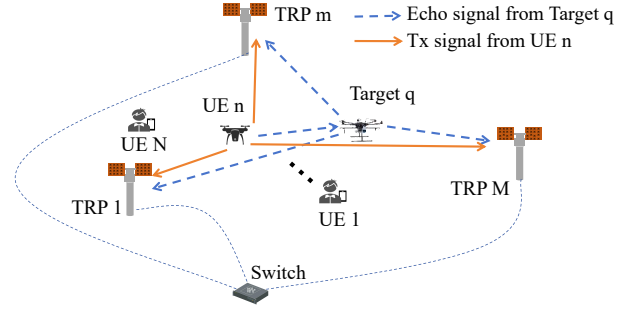 TRP m
Echo signal from Target q
Tx signal from UE n
UE n
Target q
UE N
TRP 1
UE 1
TRP M
Switch